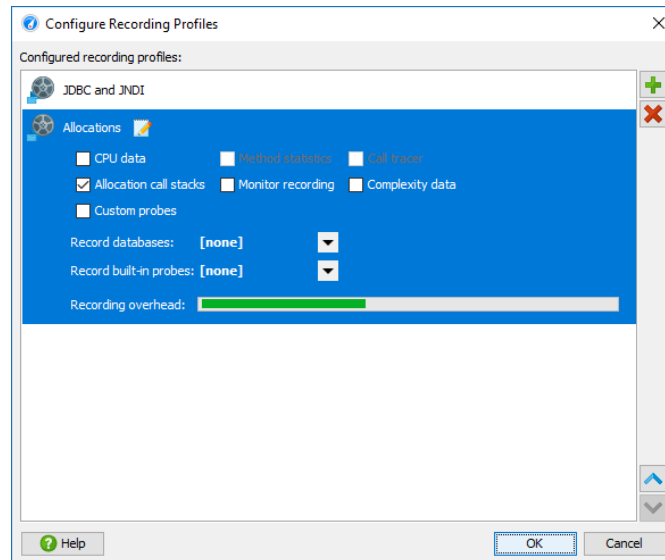 Configure Recording Profiles
Configured recording profiles:
JDBC and JNDI
Allocations
CPU data Method statistics Call tracer
Allocation call stacks Monitor recording Complexity data
Custom probes
Record databases: [none]
Record built-in probes: [none]
Recording overhead:
Help OK Cancel